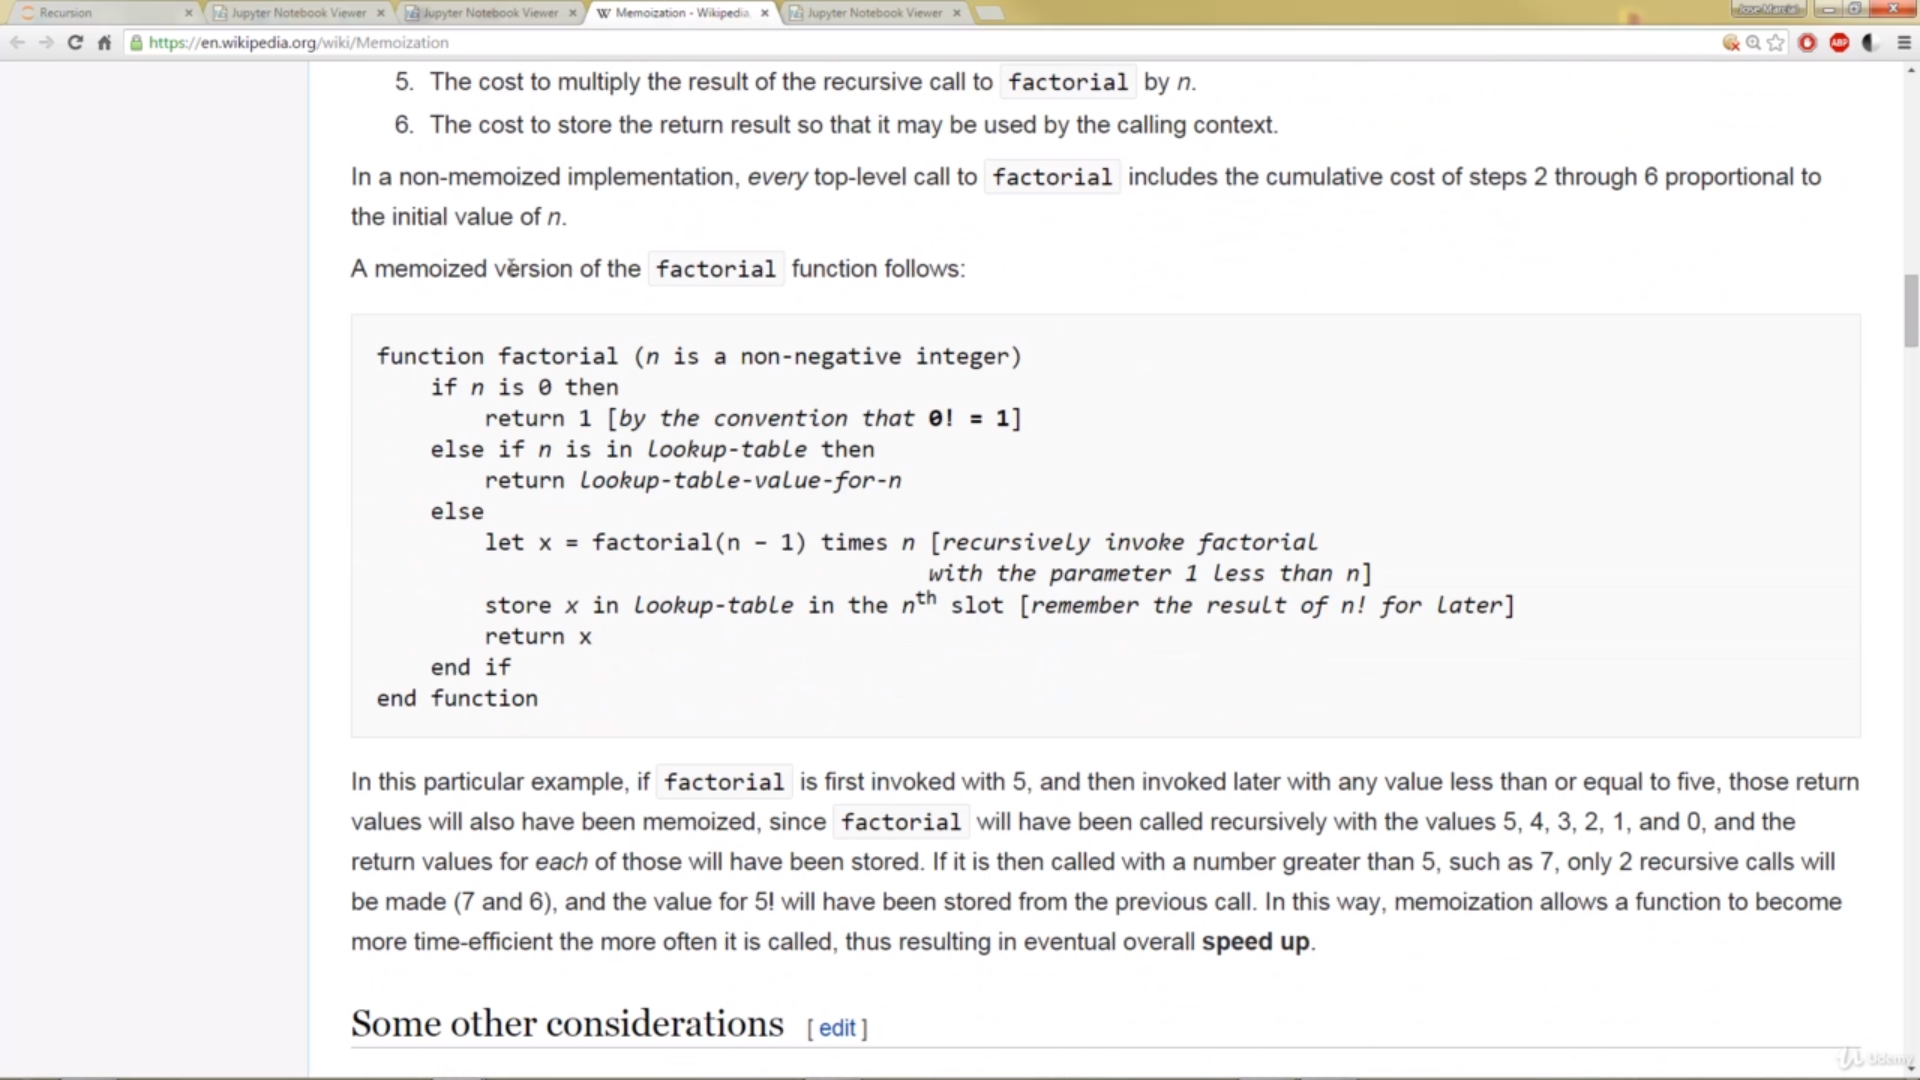 Recursion
Jupyter Notebook Viewer
Jupyter Notebook Viewer
Memoization - Wikipedia,
Jupyter Notebook Viewer
Jose Marcial
https://en.wikipedia.org/wiki/Memoization
ABP
5. The cost to multiply the result of the recursive call to factorial by n.
6. The cost to store the return result so that it may be used by the calling context.
In a non-memoized implementation, every top-level call to factorial includes the cumulative cost of steps 2 through 6 proportional to
the initial value of n.
A memoized version of the factorial function follows:
function factorial (n is a non-negative integer)
if n is 0 then
return 1 [by the convention that 0! = 1]
else if n is in lookup-table then
return lookup-table-value-for-n
else
let x = factorial(n – 1) times n [recursively invoke factorial
with the parameter 1 less than n]
store x in lookup-table in the nth slot [remember the result of n! for later]
return x
end if
end function
In this particular example, if factorial is first invoked with 5, and then invoked later with any value less than or equal to five, those return
values will also have been memoized, since factorial will have been called recursively with the values 5, 4, 3, 2, 1, and 0, and the
return values for each of those will have been stored. If it is then called with a number greater than 5, such as 7, only 2 recursive calls will
be made (7 and 6), and the value for 5! will have been stored from the previous call. In this way, memoization allows a function to become
more time-efficient the more often it is called, thus resulting in eventual overall speed up.
Some other considerations [ edit ]
Udemy